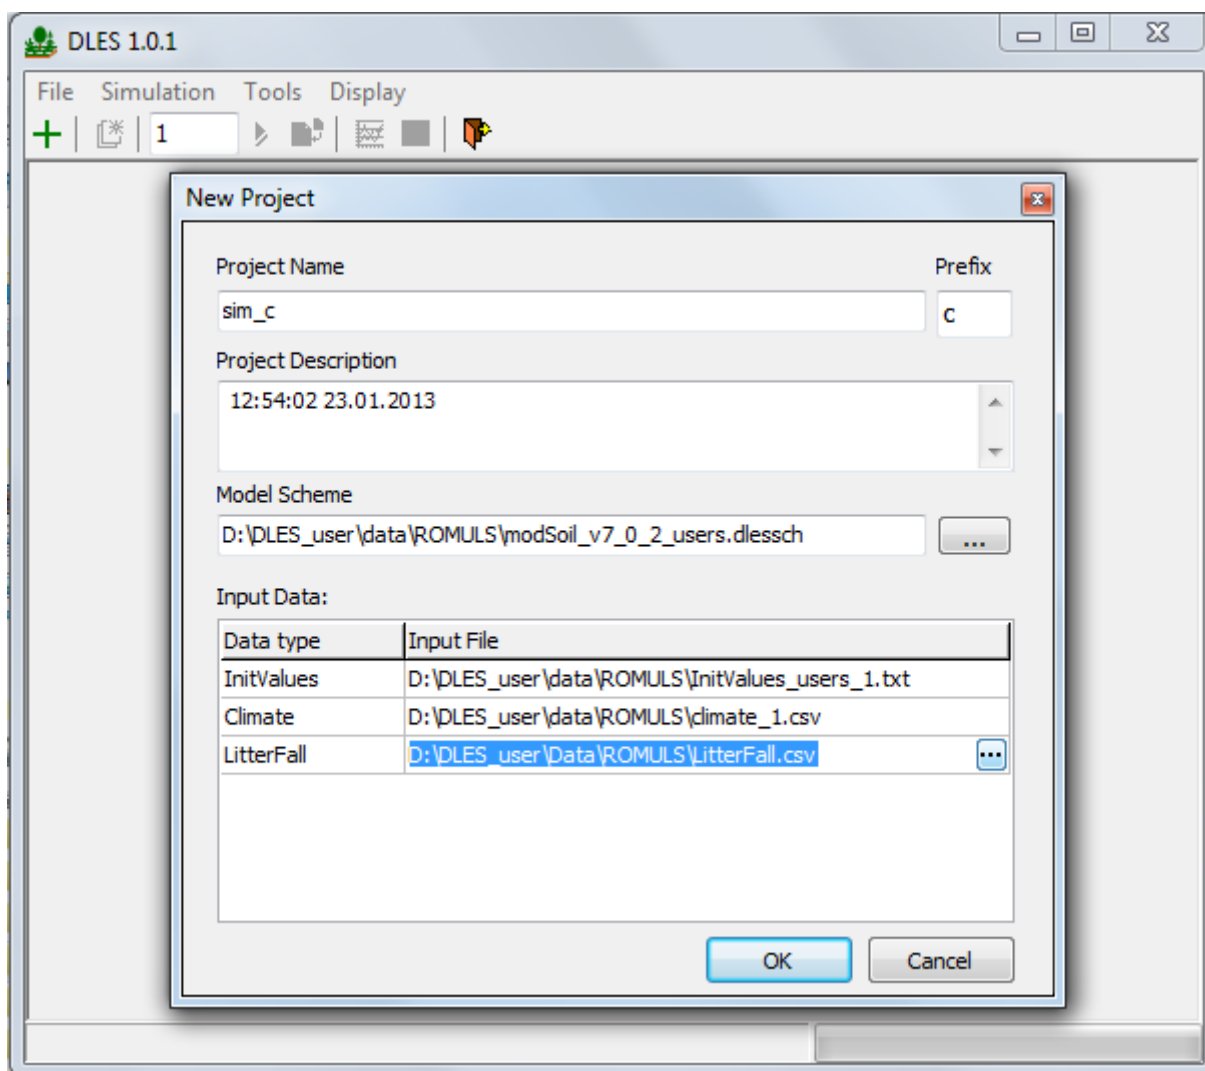 DLES 1.0.1
File Simulation Tools Display
1
New Project
Project Name Prefix
sim_c c
Project Description
12:54:02 23.01.2013
Model Scheme
D:\DLES_user\data\ROMULS\modSoil_v7_0_2_users.dlessch ...
Input Data:
Data type Input File
InitValues D:\DLES_user\data\ROMULS\InitValues_users_1.txt
Climate D:\DLES_user\data\ROMULS\climate_1.csv
LitterFall D:\DLES_user\Data\ROMULS\LitterFall.csv ...
OK Cancel